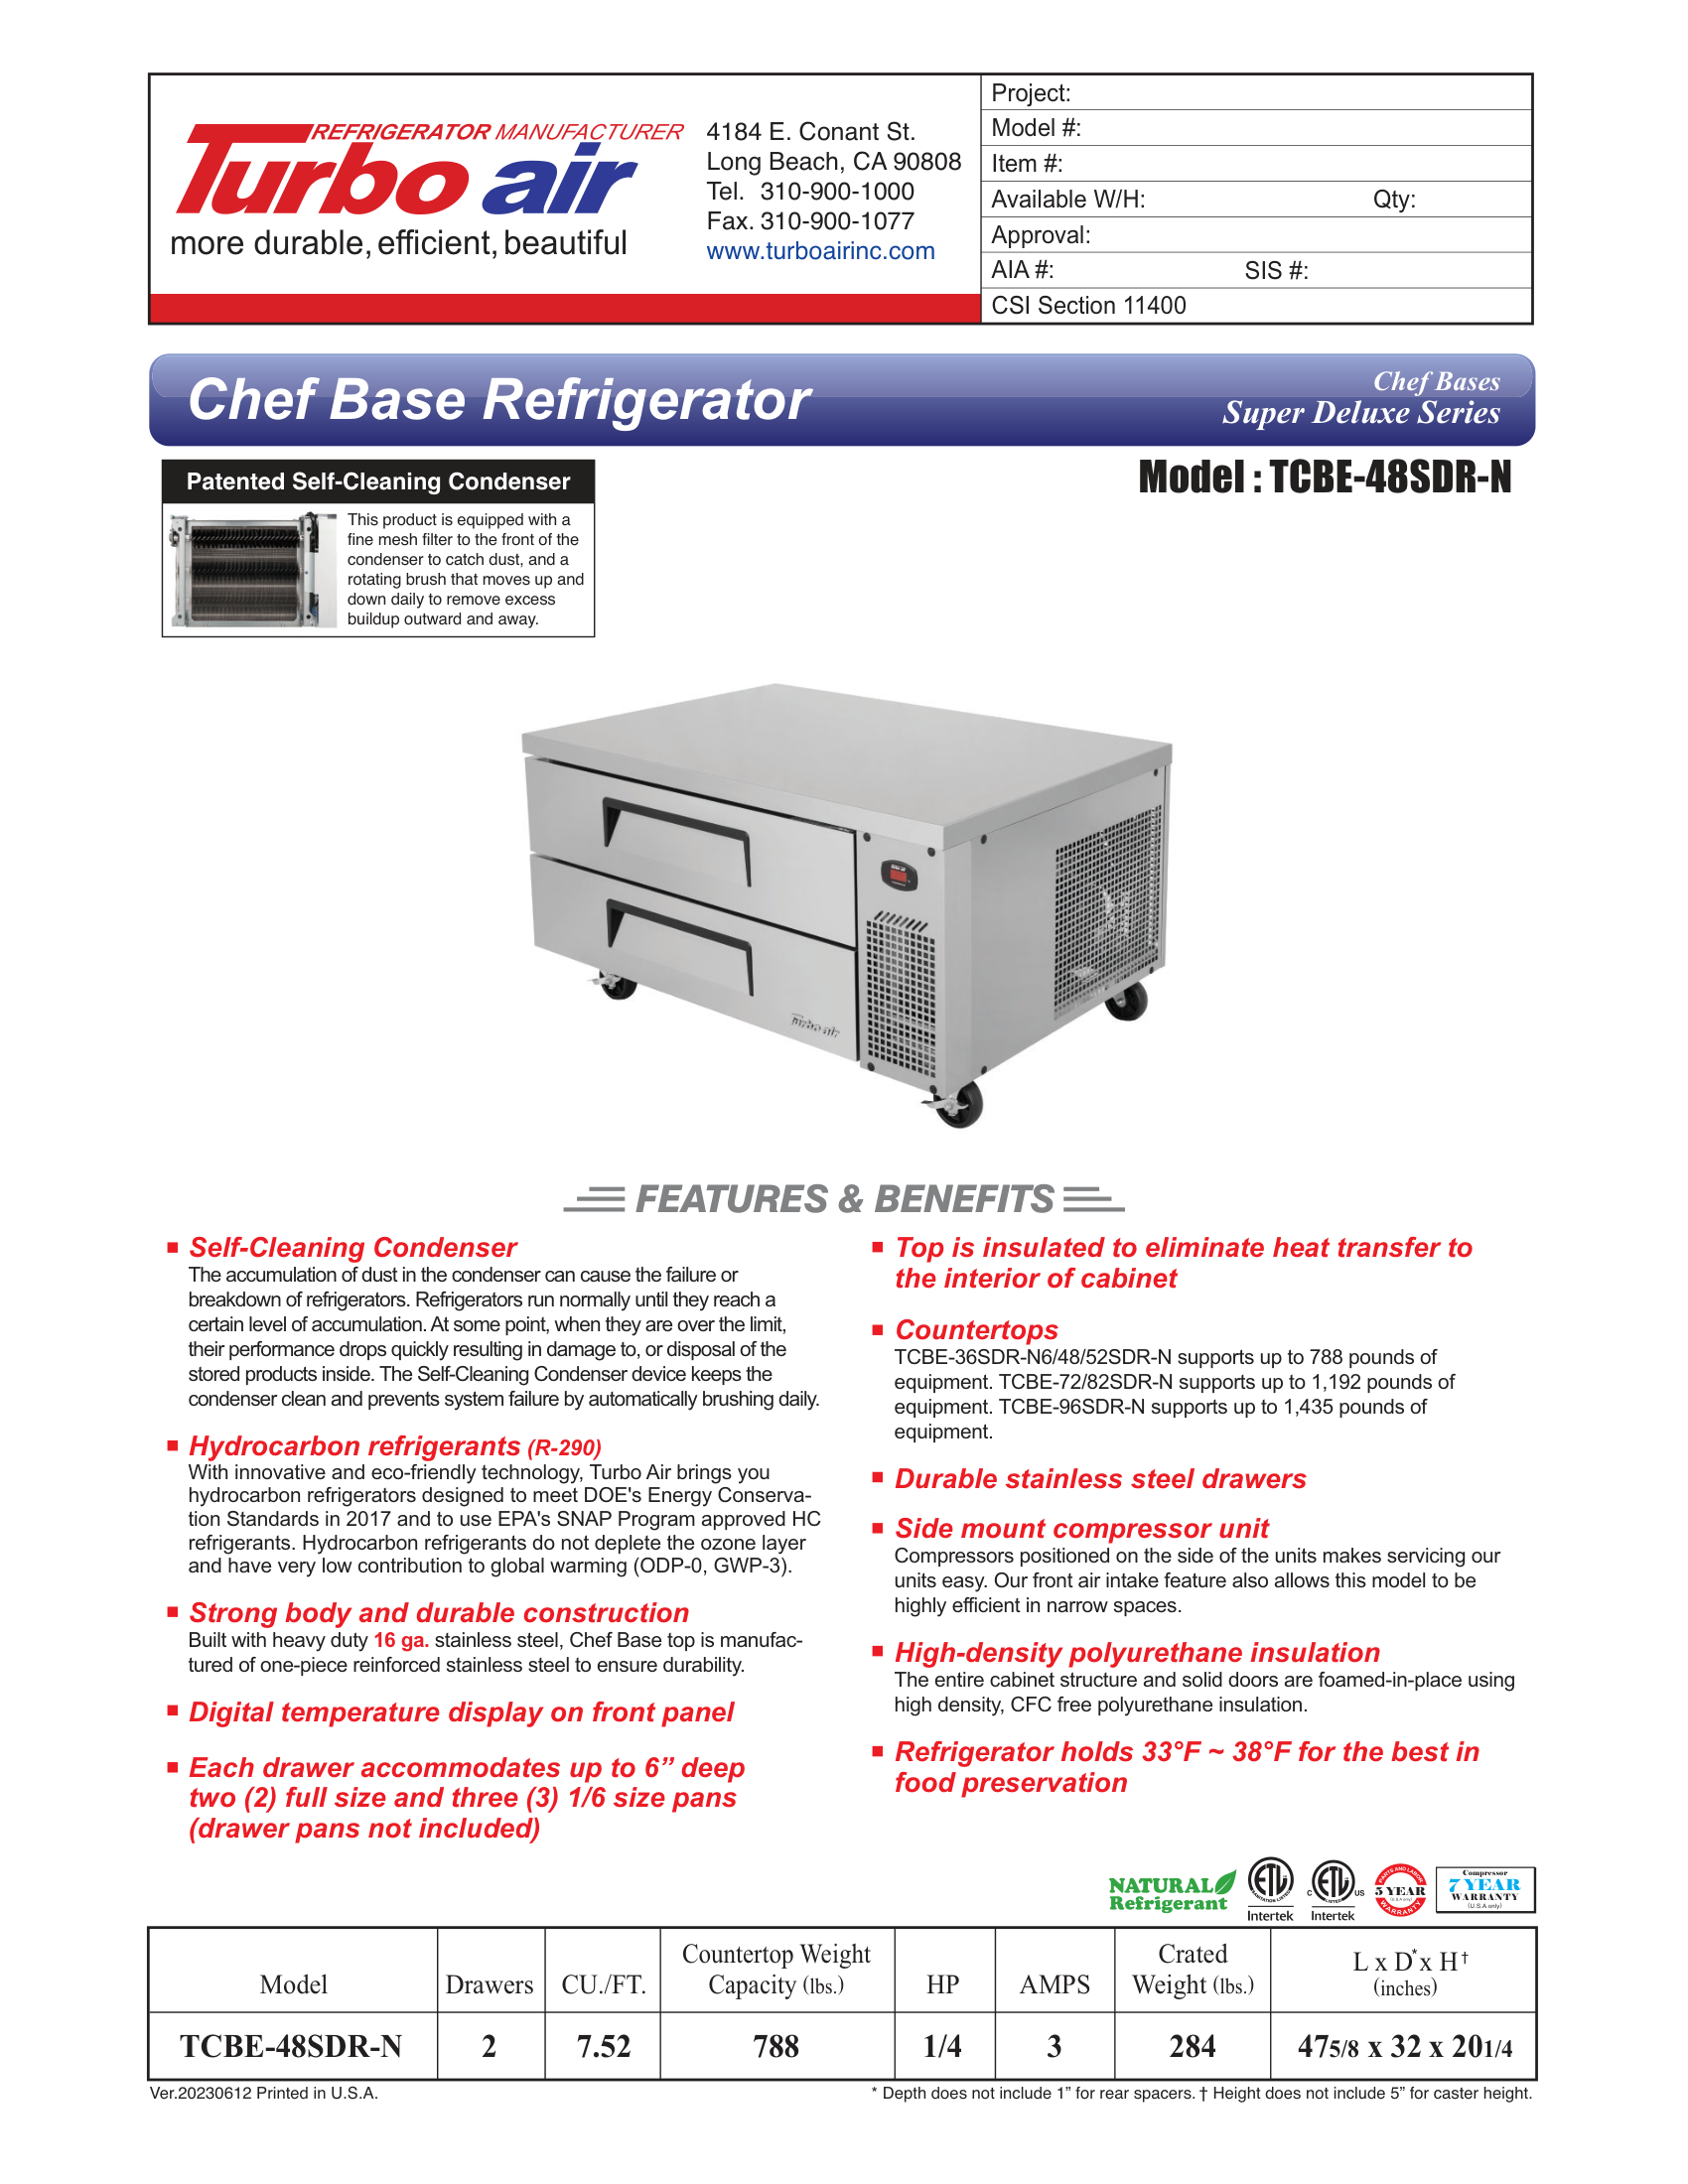 REFRIGERATOR MANUFACTURER
Turbo air
more durable, efficient, beautiful
4184 E. Conant St.
Long Beach, CA 90808
Tel. 310-900-1000
Fax. 310-900-1077
www.turboairinc.com
Project:
Model #:
Item #:
Available W/H: Qty:
Approval:
AIA #: SIS #:
CSI Section 11400
Chef Base Refrigerator
Chef Bases
Super Deluxe Series
Patented Self-Cleaning Condenser
This product is equipped with a
fine mesh filter to the front of the
condenser to catch dust, and a
rotating brush that moves up and
down daily to remove excess
buildup outward and away.
Model : TCBE-48SDR-N
Turbo air
FEATURES & BENEFITS
Self-Cleaning Condenser
The accumulation of dust in the condenser can cause the failure or
breakdown of refrigerators. Refrigerators run normally until they reach a
certain level of accumulation. At some point, when they are over the limit,
their performance drops quickly resulting in damage to, or disposal of the
stored products inside. The Self-Cleaning Condenser device keeps the
condenser clean and prevents system failure by automatically brushing daily.
Hydrocarbon refrigerants (R-290)
With innovative and eco-friendly technology, Turbo Air brings you
hydrocarbon refrigerators designed to meet DOE's Energy Conserva-
tion Standards in 2017 and to use EPA's SNAP Program approved HC
refrigerants. Hydrocarbon refrigerants do not deplete the ozone layer
and have very low contribution to global warming (ODP-0, GWP-3).
Strong body and durable construction
Built with heavy duty 16 ga. stainless steel, Chef Base top is manufac-
tured of one-piece reinforced stainless steel to ensure durability.
Digital temperature display on front panel
Each drawer accommodates up to 6” deep
two (2) full size and three (3) 1/6 size pans
(drawer pans not included)
Top is insulated to eliminate heat transfer to
the interior of cabinet
Countertops
TCBE-36SDR-N6/48/52SDR-N supports up to 788 pounds of
equipment. TCBE-72/82SDR-N supports up to 1,192 pounds of
equipment. TCBE-96SDR-N supports up to 1,435 pounds of
equipment.
Durable stainless steel drawers
Side mount compressor unit
Compressors positioned on the side of the units makes servicing our
units easy. Our front air intake feature also allows this model to be
highly efficient in narrow spaces.
High-density polyurethane insulation
The entire cabinet structure and solid doors are foamed-in-place using
high density, CFC free polyurethane insulation.
Refrigerator holds 33°F ~ 38°F for the best in
food preservation
NATURAL
Refrigerant
ETL
SANITATION LISTED
Intertek
C ETL US
LISTED
Intertek
PARTS AND LABOR
5 YEAR
(U.S.A only)
WARRANTY
Compressor
7 YEAR
WARRANTY
(U.S.A only)
Model Drawers CU./FT. Countertop Weight Capacity (lbs.) HP AMPS Crated Weight (lbs.) L x D* x H† (inches)
TCBE-48SDR-N 2 7.52 788 1/4 3 284 47 5/8 x 32 x 20 1/4
Ver.20230612 Printed in U.S.A.
* Depth does not include 1” for rear spacers. † Height does not include 5” for caster height.